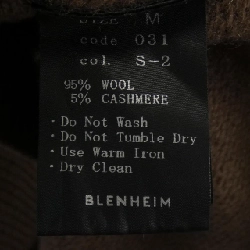 SIZE M
code 031
col. S-2
95% WOOL
5% CASHMERE
· Do Not Wash
· Do Not Tumble Dry
· Use Warm Iron
· Dry Clean
BLENHEIM